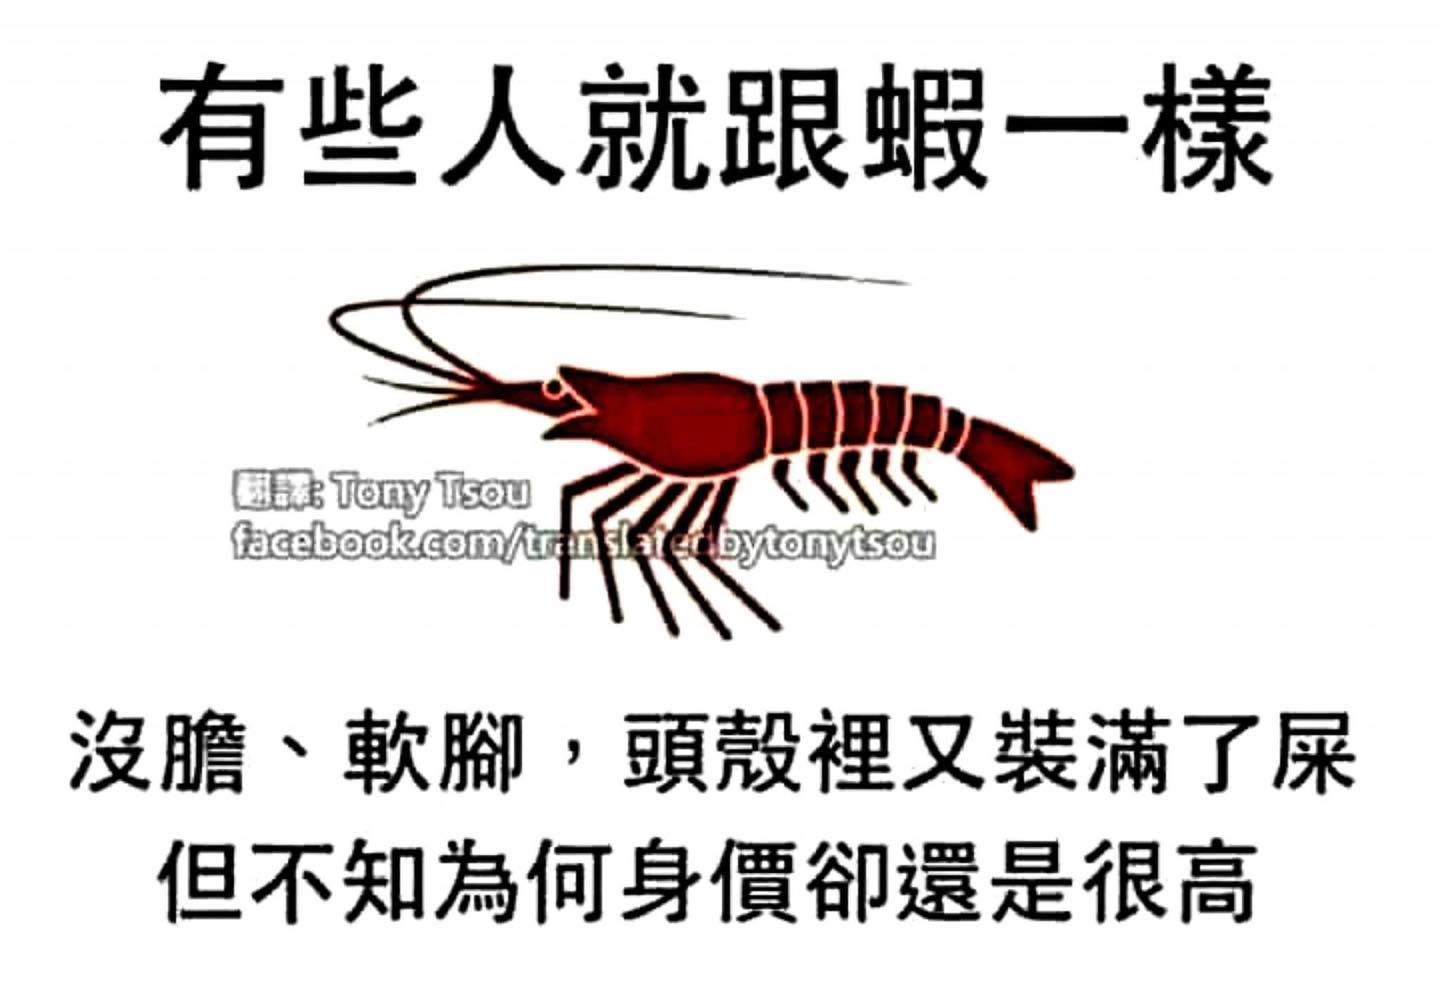 有些人就跟蝦一樣
翻譯: Tony Tsou
facebook.com/translatedbytonytsou
沒膽、軟腳，頭殼裡又裝滿了屎
但不知為何身價卻還是很高